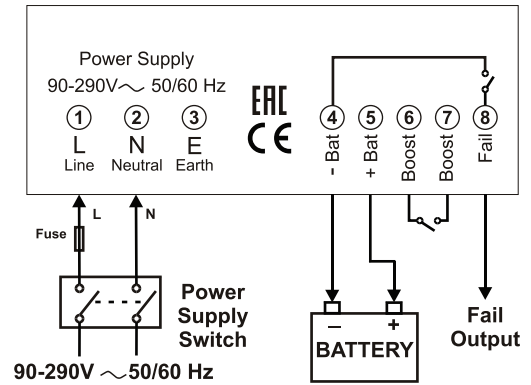 Power Supply
90-290V～ 50/60 Hz
1 2 3
L N E
Line Neutral Earth
EAC
CE
4 5 6 7 8
- Bat
+ Bat
Boost
Boost
Fail
L N
Fuse
Power
Supply
Switch
90-290V ～50/60 Hz
– +
BATTERY
Fail
Output